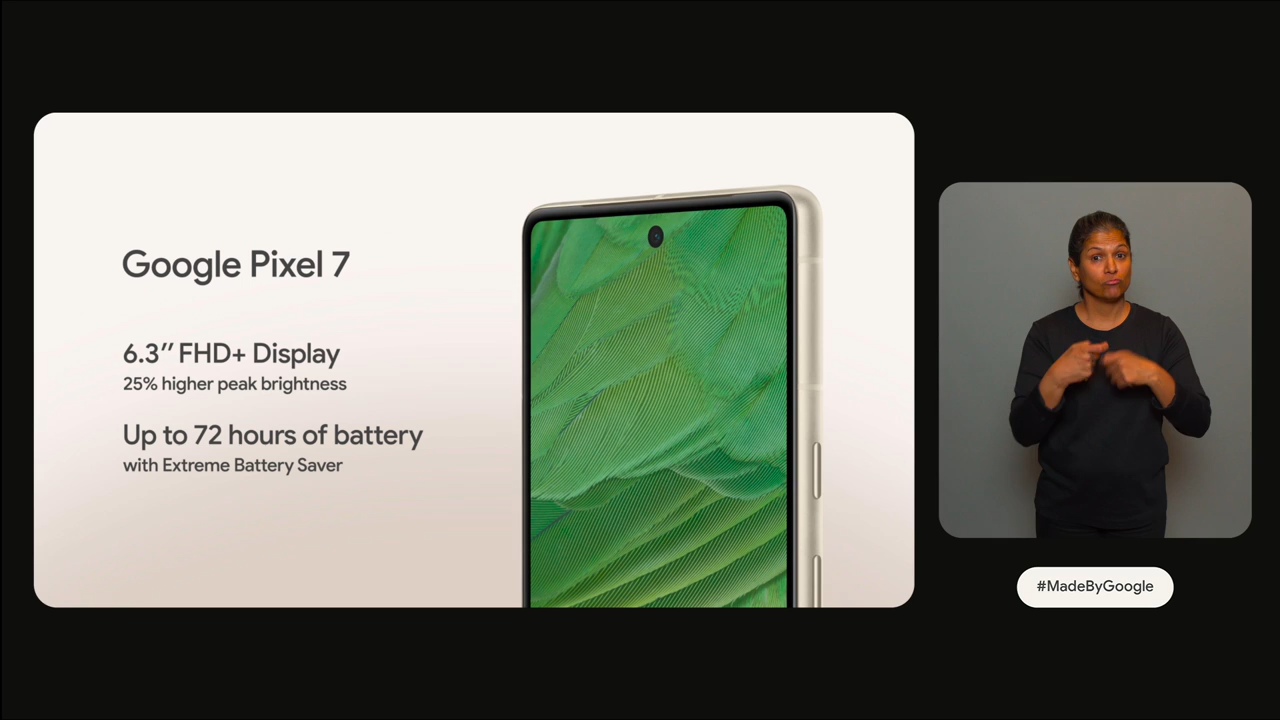 Google Pixel 7
6.3″ FHD+ Display
25% higher peak brightness
Up to 72 hours of battery
with Extreme Battery Saver
#MadeByGoogle